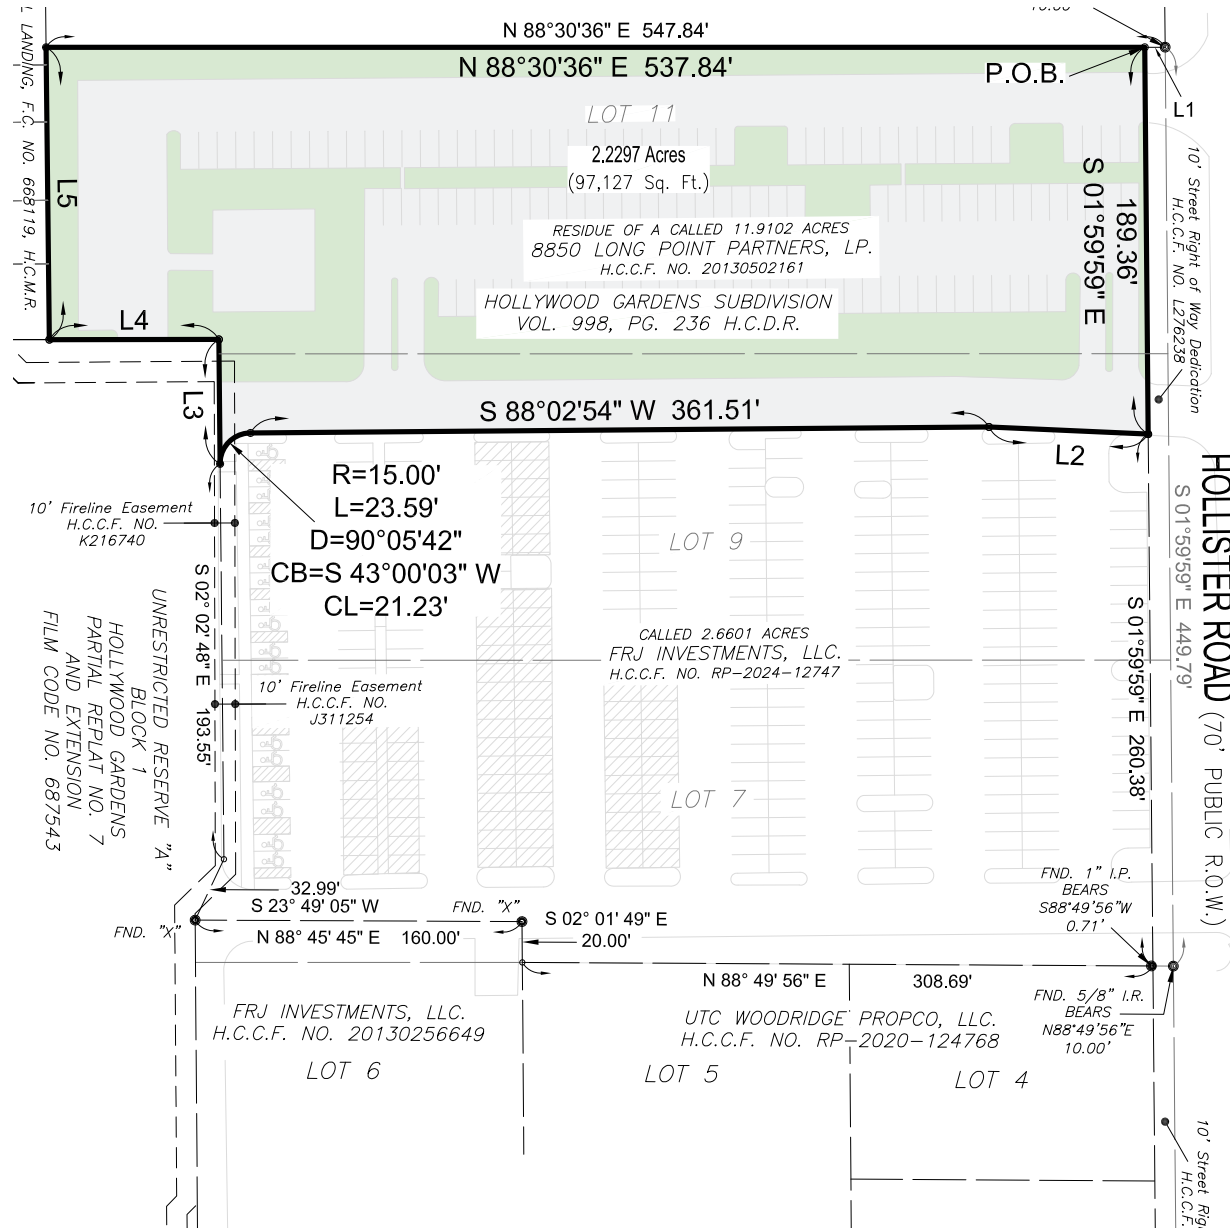 N 88°30'36" E 547.84'
N 88°30'36" E 537.84'
P.O.B.
L1
LANDING, F.C. NO. 668119, H.C.M.R.
L5
LOT 11
2.2297 Acres
(97,127 Sq. Ft.)
RESIDUE OF A CALLED 11.9102 ACRES
8850 LONG POINT PARTNERS, LP.
H.C.C.F. NO. 20130502161
HOLLYWOOD GARDENS SUBDIVISION
VOL. 998, PG. 236 H.C.D.R.
189.36'
S 01°59'59" E
10' Street Right of Way Dedication
H.C.C.F. NO. L276238
L4
L3
S 88°02'54" W 361.51'
L2
R=15.00'
L=23.59'
D=90°05'42"
CB=S 43°00'03" W
CL=21.23'
10' Fireline Easement
H.C.C.F. NO.
K216740
LOT 9
HOLLISTER ROAD (70' PUBLIC R.O.W.)
S 01°59'59" E 449.79'
S 01°59'59" E 260.38'
CALLED 2.6601 ACRES
FRJ INVESTMENTS, LLC.
H.C.C.F. NO. RP-2024-12747
S 02° 02' 48" E 193.55'
UNRESTRICTED RESERVE "A"
BLOCK 1
HOLLYWOOD GARDENS
PARTIAL REPLAT NO. 7
AND EXTENSION
FILM CODE NO. 687543
10' Fireline Easement
H.C.C.F. NO.
J311254
LOT 7
32.99'
S 23° 49' 05" W
FND. "X"
FND. "X"
N 88° 45' 45" E 160.00'
S 02° 01' 49" E
20.00'
FND. 1" I.P.
BEARS
S88°49'56"W
0.71'
N 88° 49' 56" E 308.69'
FND. 5/8" I.R.
BEARS
N88°49'56"E
10.00'
FRJ INVESTMENTS, LLC.
H.C.C.F. NO. 20130256649
LOT 6
UTC WOODRIDGE PROPCO, LLC.
H.C.C.F. NO. RP-2020-124768
LOT 5
LOT 4
10' Street Rig
H.C.C.F.